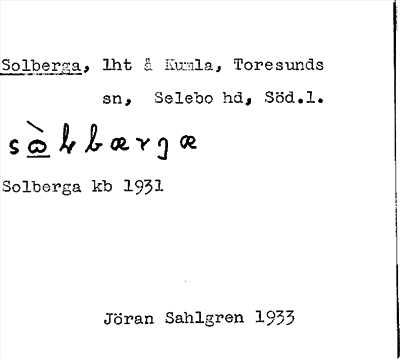 Solberga, lht å Kumla, Toresunds
sn, Selebo hd, Söd.l.
Solberga kb 1931
Jöran Sahlgren 1933